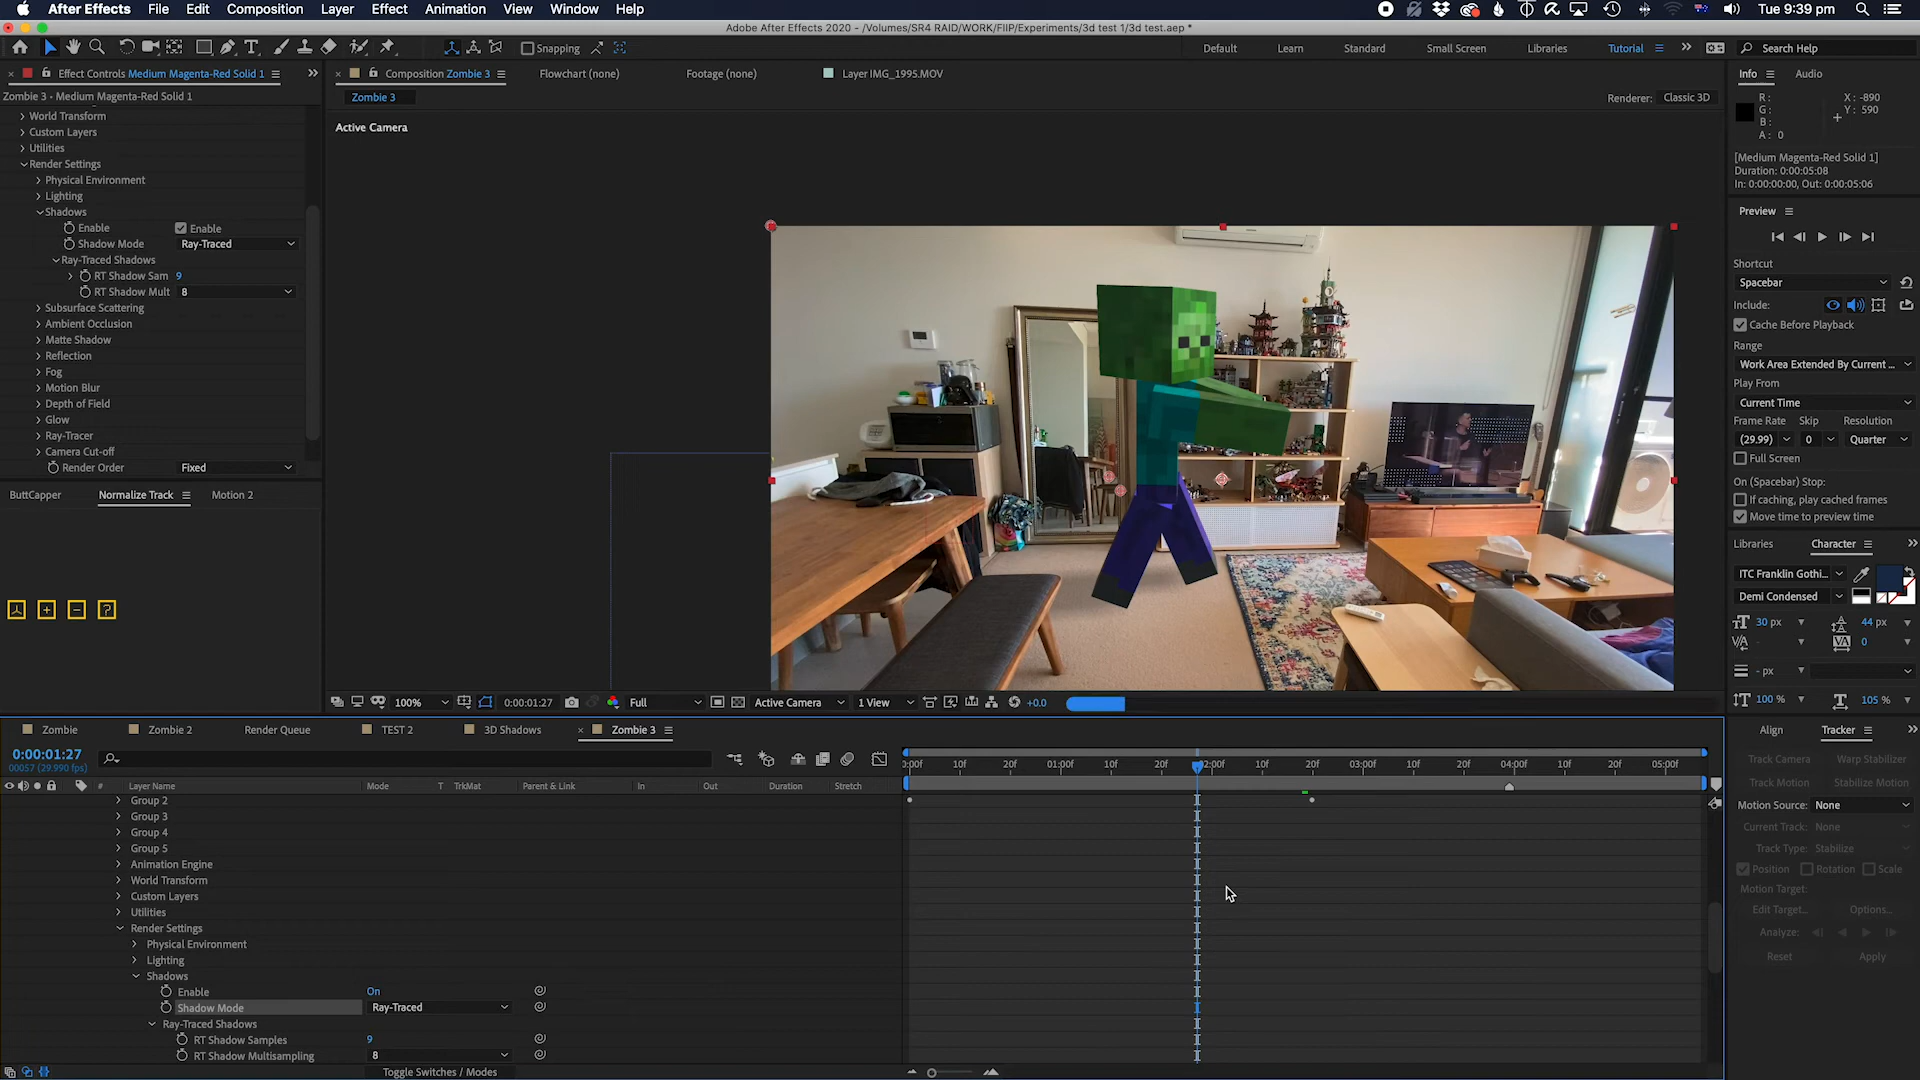 After Effects File Edit Composition Layer Effect Animation View Window Help Tue 9:39 pm
Adobe After Effects 2020 - /Volumes/SR4 RAID/WORK/FIIP/Experiments/3d test 1/3d test.aep *
Snapping Default Learn Standard Small Screen Libraries Tutorial Search Help
Effect Controls Medium Magenta-Red Solid 1
Composition Zombie 3 Flowchart (none) Footage (none) Layer IMG_1995.MOV
Info Audio
Zombie 3 • Medium Magenta-Red Solid 1
Zombie 3
Renderer: Classic 3D
Active Camera
World Transform
Custom Layers
Utilities
Render Settings
Physical Environment
Lighting
Shadows
Enable Enable
Shadow Mode Ray-Traced
Ray-Traced Shadows
RT Shadow Sam 9
RT Shadow Mult 8
Subsurface Scattering
Ambient Occlusion
Matte Shadow
Reflection
Fog
Motion Blur
Depth of Field
Glow
Ray-Tracer
Camera Cut-off
Render Order Fixed
ButtCapper Normalize Track Motion 2
R: X: -890
G: Y: 590
B:
A: 0
[Medium Magenta-Red Solid 1]
Duration: 0:00:05:08
In: 0:00:00:00, Out: 0:00:05:06
Preview
Shortcut
Spacebar
Include:
Cache Before Playback
Range
Work Area Extended By Current ...
Play From
Current Time
Frame Rate Skip Resolution
(29.99) 0 Quarter
Full Screen
On (Spacebar) Stop:
If caching, play cached frames
Move time to preview time
Libraries Character
ITC Franklin Gothi...
Demi Condensed
30 px 44 px
- 0
- px
100 % 105 %
100% 0:00:01:27 Full Active Camera 1 View +0.0
Zombie Zombie 2 Render Queue TEST 2 3D Shadows Zombie 3
0:00:01:27
00057 (29.990 fps)
# Layer Name Mode T TrkMat Parent & Link In Out Duration Stretch
):00f 10f 20f 01:00f 10f 20f 02:00f 10f 20f 03:00f 10f 20f 04:00f 10f 20f 05:00f
Group 2
Group 3
Group 4
Group 5
Animation Engine
World Transform
Custom Layers
Utilities
Render Settings
Physical Environment
Lighting
Shadows
Enable On
Shadow Mode Ray-Traced
Ray-Traced Shadows
RT Shadow Samples 9
RT Shadow Multisampling 8
Toggle Switches / Modes
Align Tracker
Track Camera Warp Stabilizer
Track Motion Stabilize Motion
Motion Source: None
Current Track: None
Track Type: Stabilize
Position Rotation Scale
Motion Target:
Edit Target... Options...
Analyze:
Reset Apply